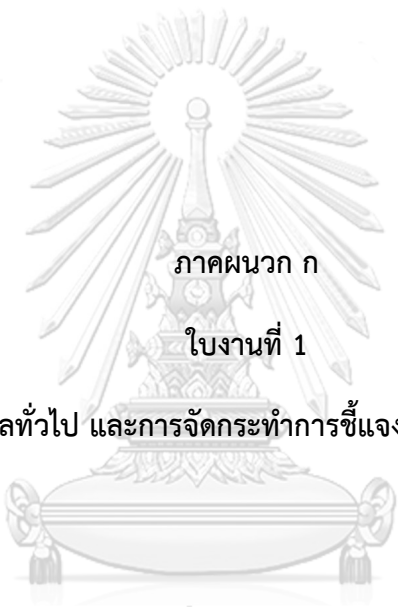 ภาคผนวก ก
ใบงานที่ 1
ลทั่วไป และการจัดกระทำการชี้แจง